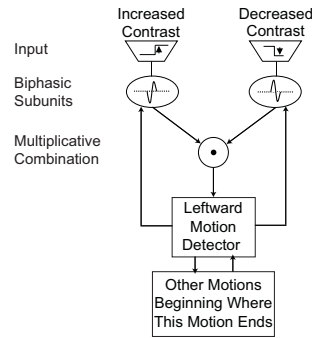 Increased
Contrast
Decreased
Contrast
Input
Biphasic
Subunits
Multiplicative
Combination
Leftward
Motion
Detector
Other Motions
Beginning Where
This Motion Ends